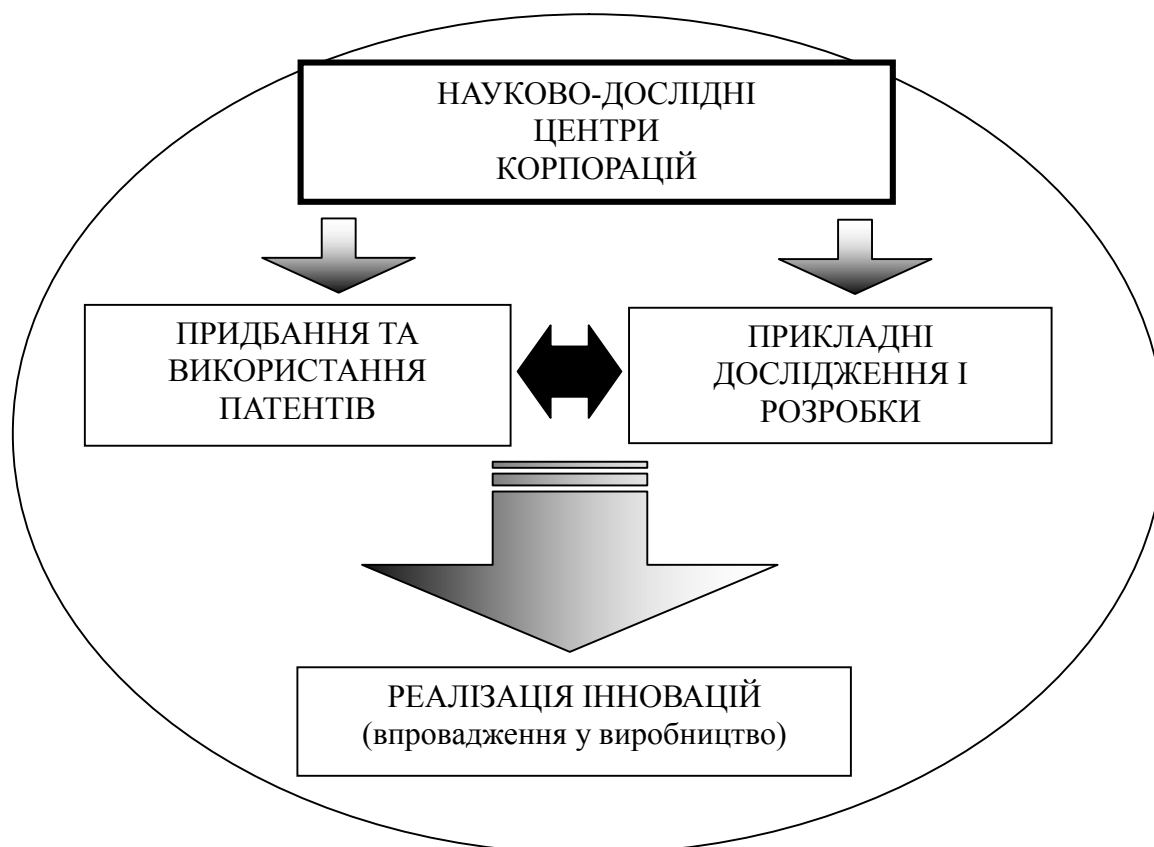 НАУКОВО-ДОСЛІДНІ
ЦЕНТРИ
КОРПОРАЦІЙ
ПРИДБАННЯ ТА
ВИКОРИСТАННЯ
ПАТЕНТІВ
ПРИКЛАДНІ
ДОСЛІДЖЕННЯ І
РОЗРОБКИ
РЕАЛІЗАЦІЯ ІННОВАЦІЙ
(впровадження у виробництво)